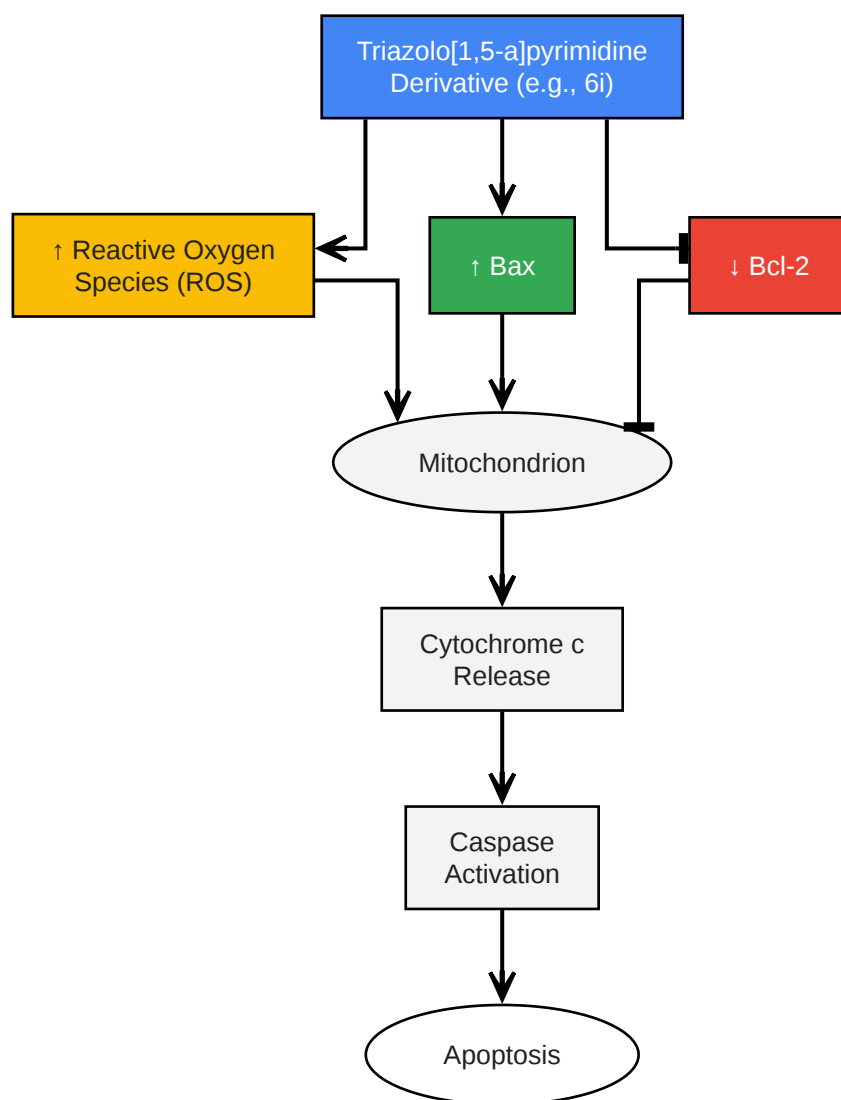 Triazolo[1,5-a]pyrimidine
Derivative (e.g., 6i)
↑ Reactive Oxygen
Species (ROS)
↑ Bax
↓ Bcl-2
Mitochondrion
Cytochrome c
Release
Caspase
Activation
Apoptosis